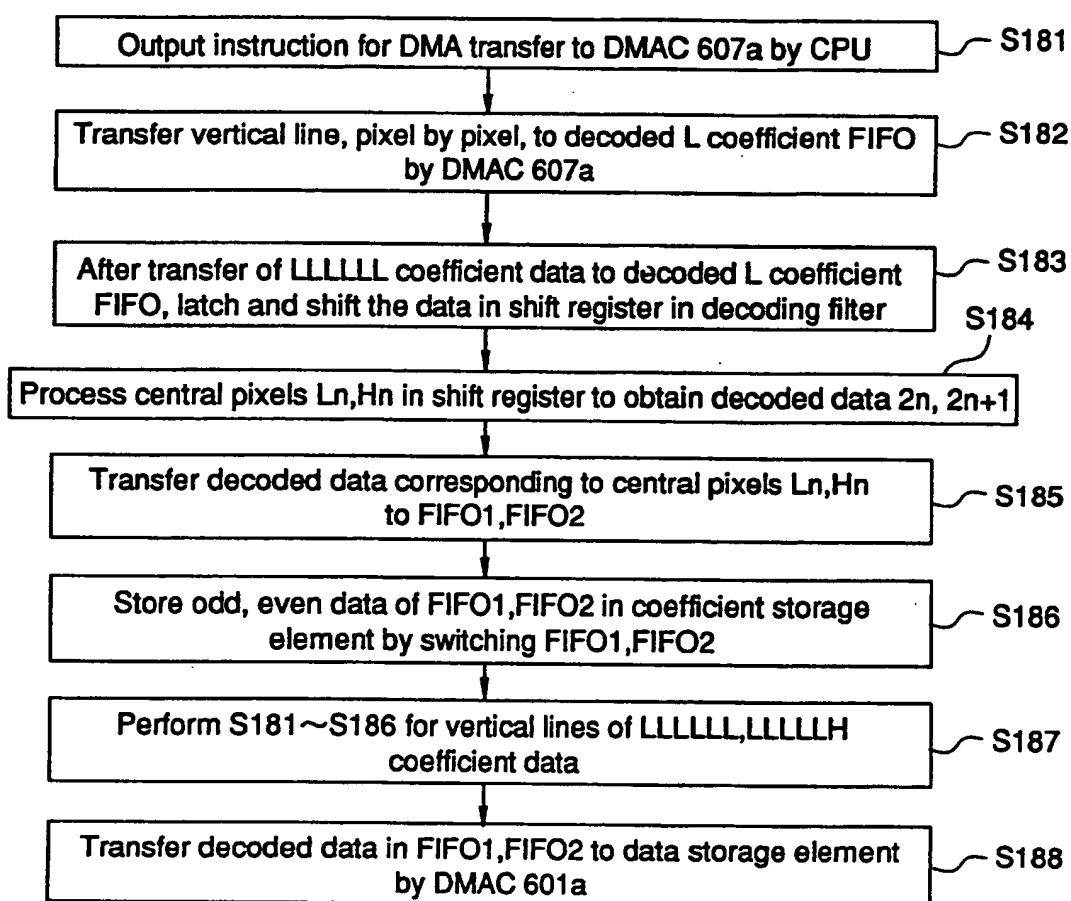 Output instruction for DMA transfer to DMAC 607a by CPU
S181
Transfer vertical line, pixel by pixel, to decoded L coefficient FIFO
by DMAC 607a
S182
After transfer of LLLLLL coefficient data to decoded L coefficient
FIFO, latch and shift the data in shift register in decoding filter
S183
S184
Process central pixels Ln,Hn in shift register to obtain decoded data 2n, 2n+1
Transfer decoded data corresponding to central pixels Ln,Hn
to FIFO1,FIFO2
S185
Store odd, even data of FIFO1,FIFO2 in coefficient storage
element by switching FIFO1,FIFO2
S186
Perform S181～S186 for vertical lines of LLLLLL,LLLLLH
coefficient data
S187
Transfer decoded data in FIFO1,FIFO2 to data storage element
by DMAC 601a
S188